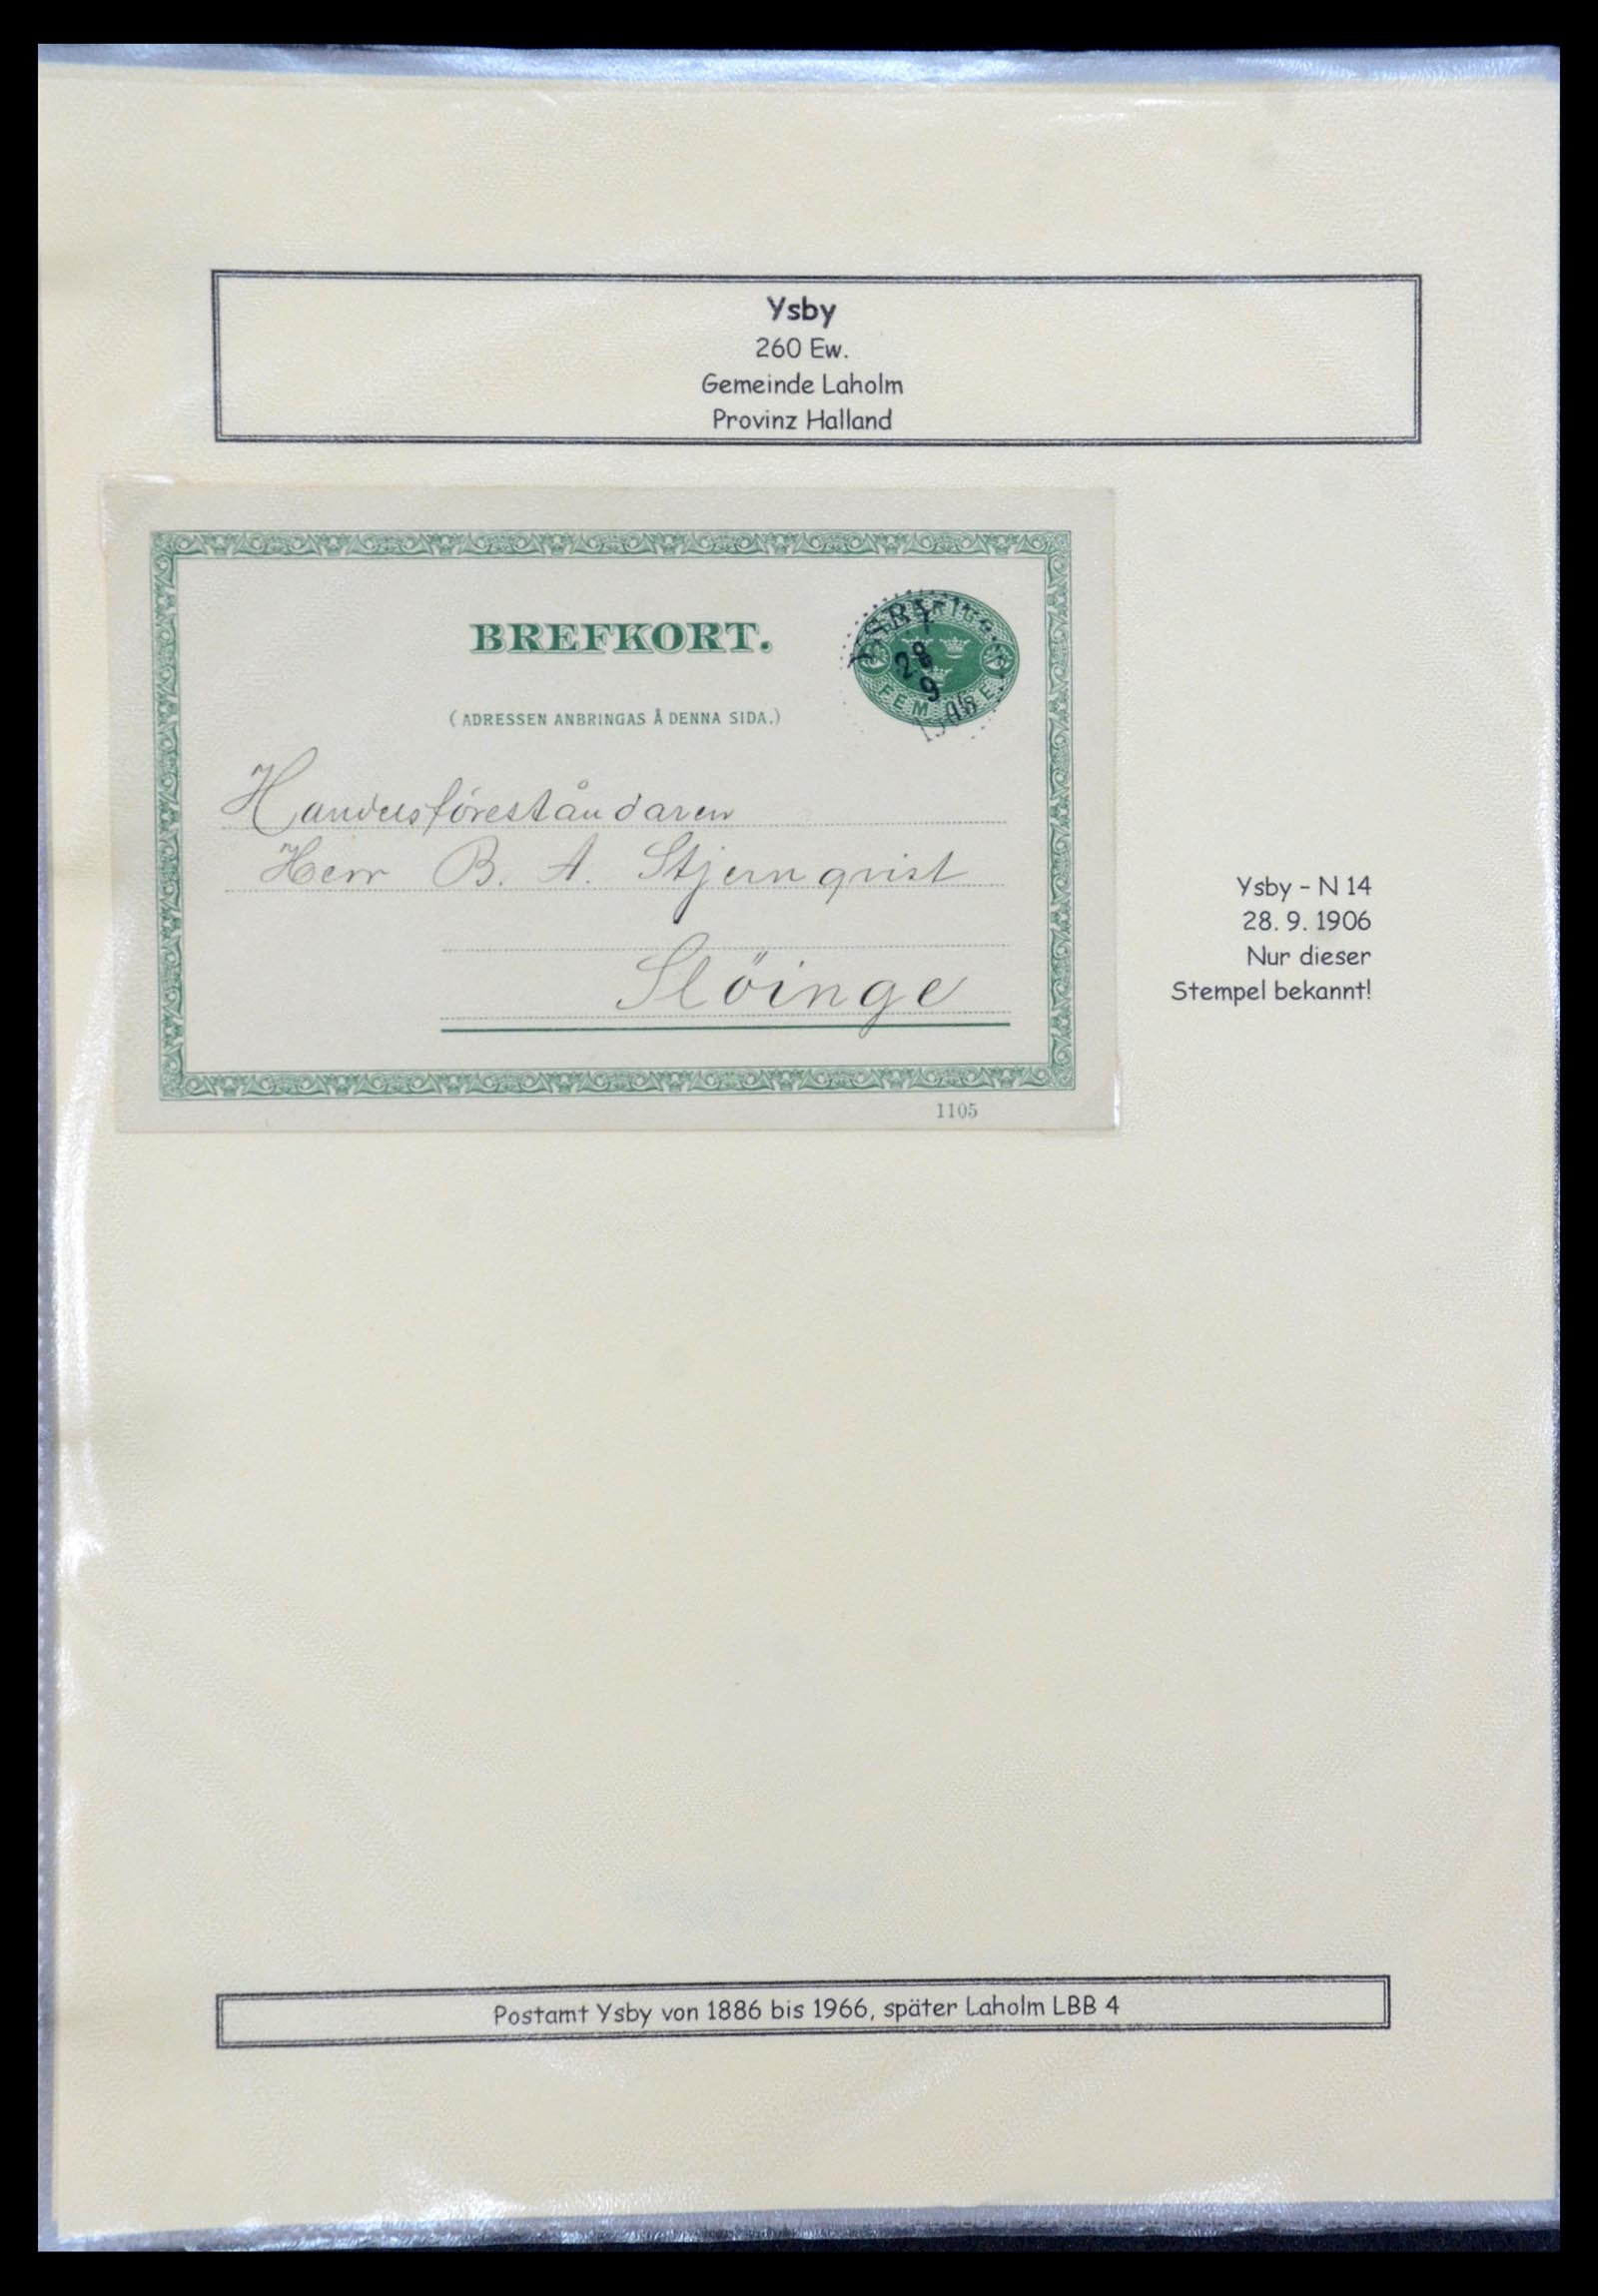 Ysby
260 Ew.
Gemeinde Laholm
Provinz Halland
BREFKORT.
(ADRESSEN ANBRINGAS Å DENNA SIDA.)
YSBY
28
9
1906
FEM ÖRE
Handelsföreståndaren
Herr B. A. Stjernqvist
Slöinge
1105
Ysby - N 14
28. 9. 1906
Nur dieser
Stempel bekannt!
Postamt Ysby von 1886 bis 1966, später Laholm LBB 4